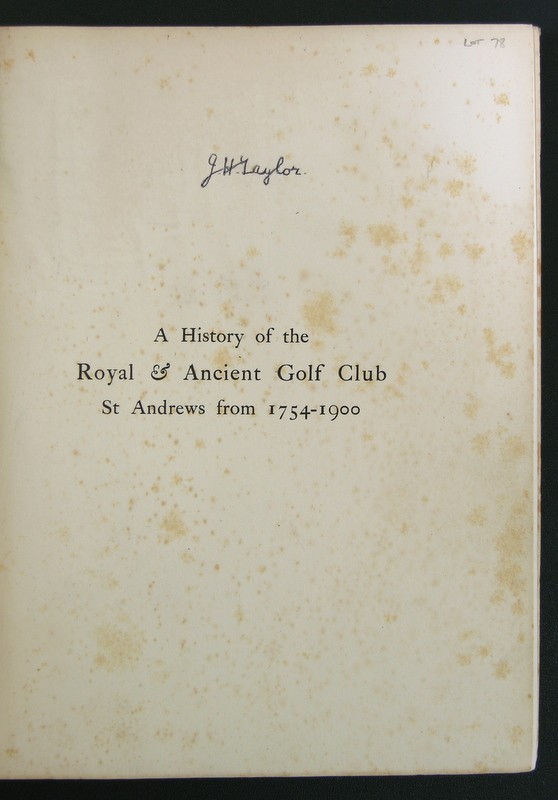 LOT 78
J H Taylor.
A History of the
Royal & Ancient Golf Club
St Andrews from 1754-1900